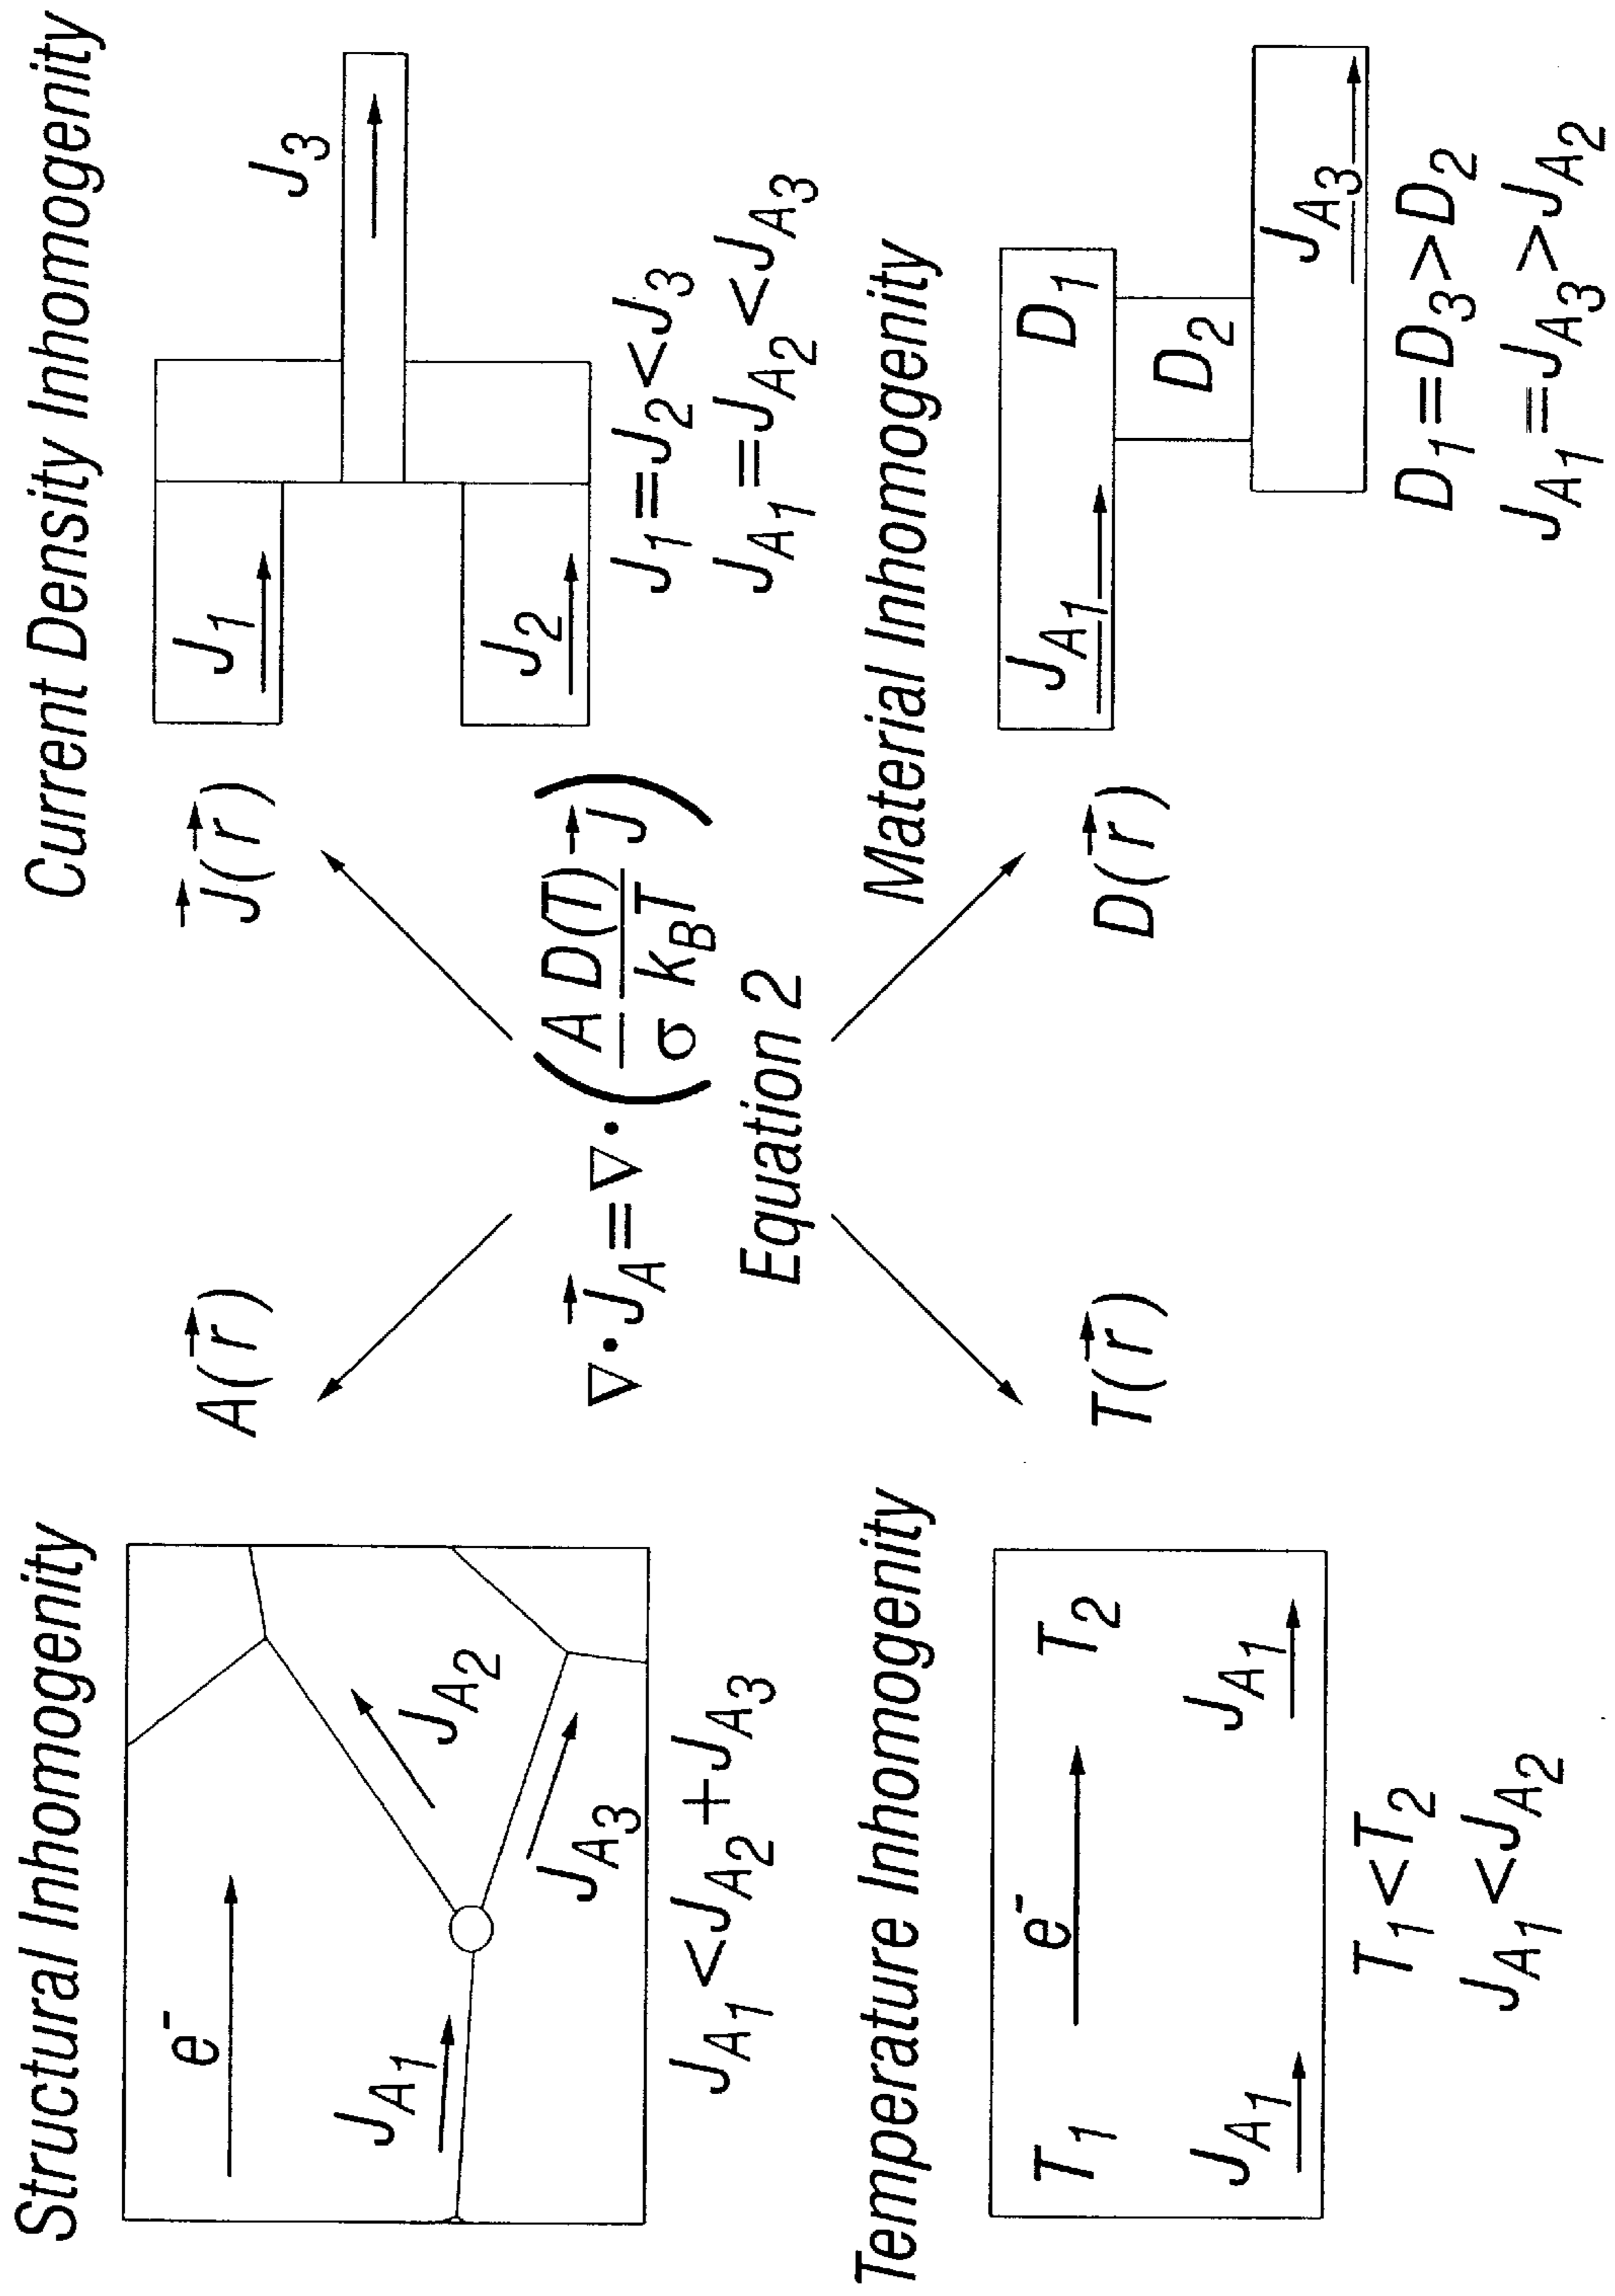 Structural Inhomogenity
e⁻
J_A1
J_A2
J_A3
J_A1 < J_A2 + J_A3
A(r⃗)
Current Density Inhomogenity
J⃗(r⃗)
J_1
J_2
J_3
J_1 = J_2 < J_3
J_A1 = J_A2 < J_A3
∇·J⃗_A = ∇·(A D(T) / σ k_B T J⃗)
Equation 2
Temperature Inhomogenity
T_1
e⁻
T_2
J_A1
J_A1
T_1 < T_2
J_A1 < J_A2
T(r⃗)
Material Inhomogenity
D(r⃗)
J_A1
D_1
D_2
J_A3
D_1 = D_3 > D_2
J_A1 = J_A3 > J_A2